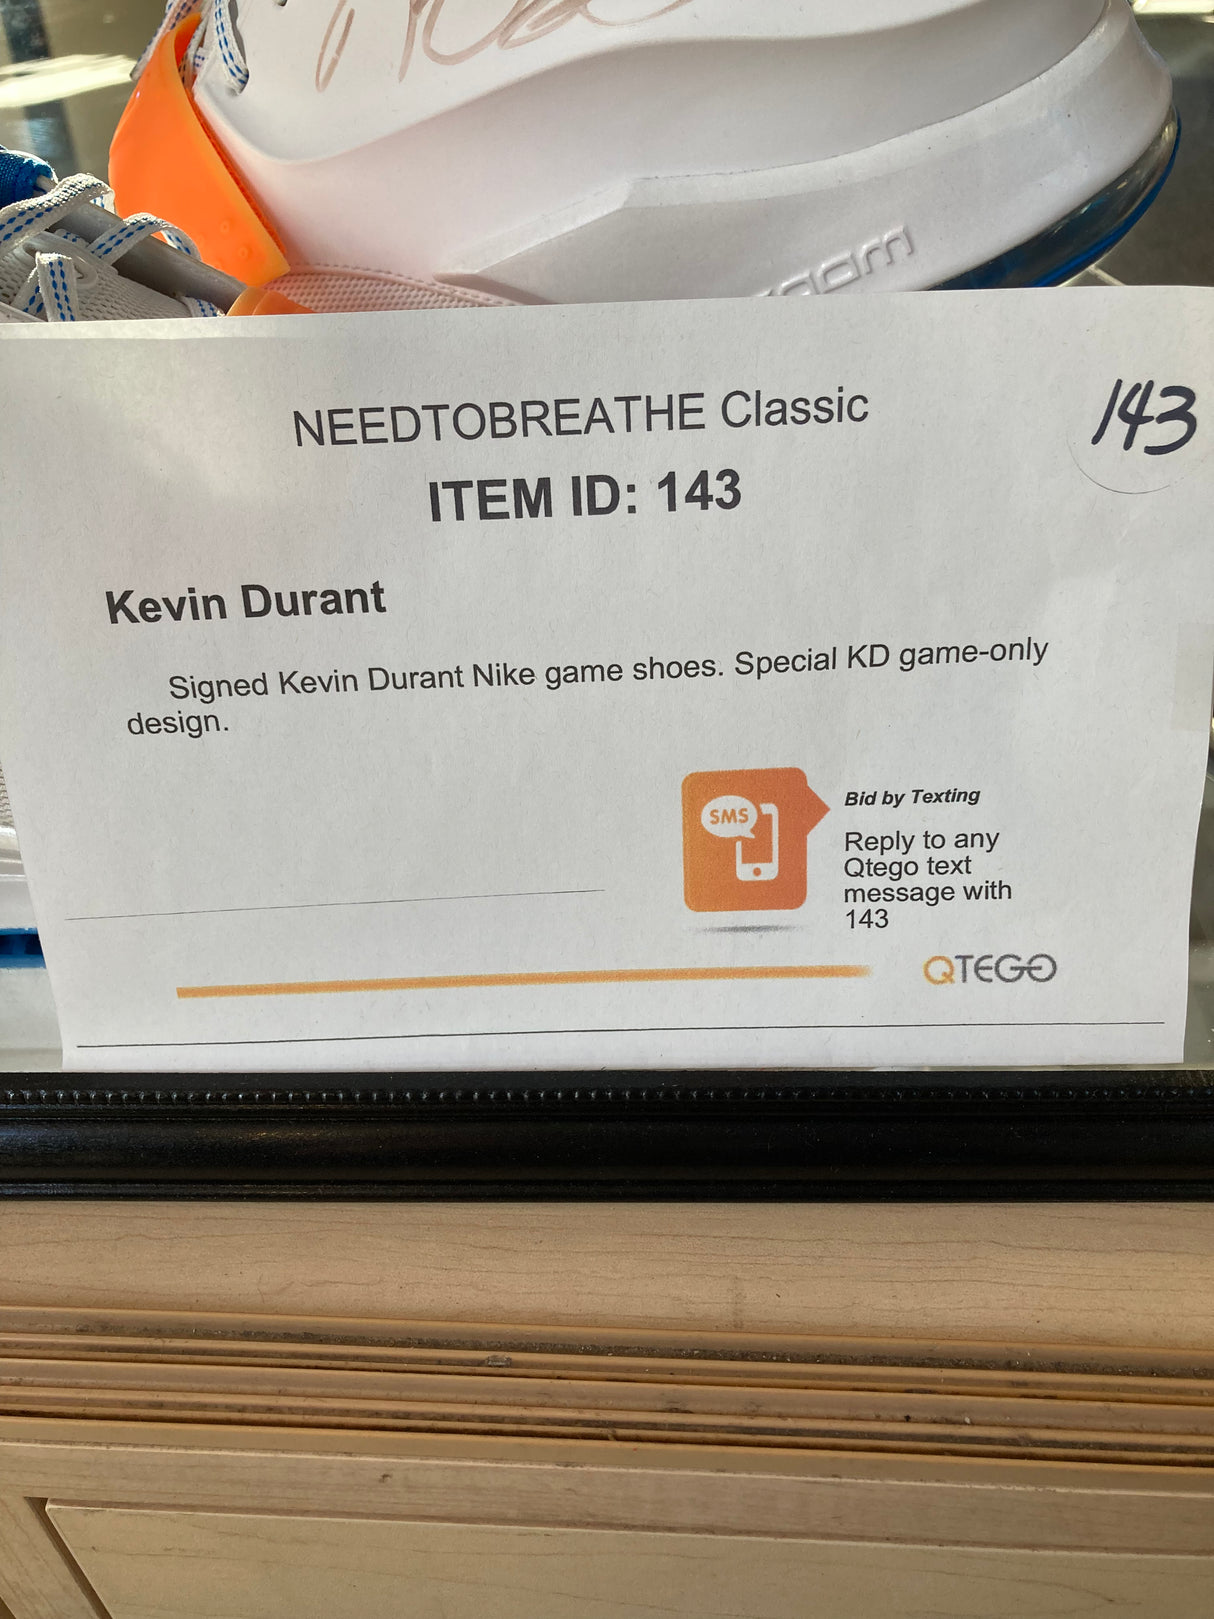 zoom
NEEDTOBREATHE Classic
143
ITEM ID: 143
Kevin Durant
Signed Kevin Durant Nike game shoes. Special KD game-only
design.
SMS
Bid by Texting
Reply to any
Qtego text
message with
143
QTEGO